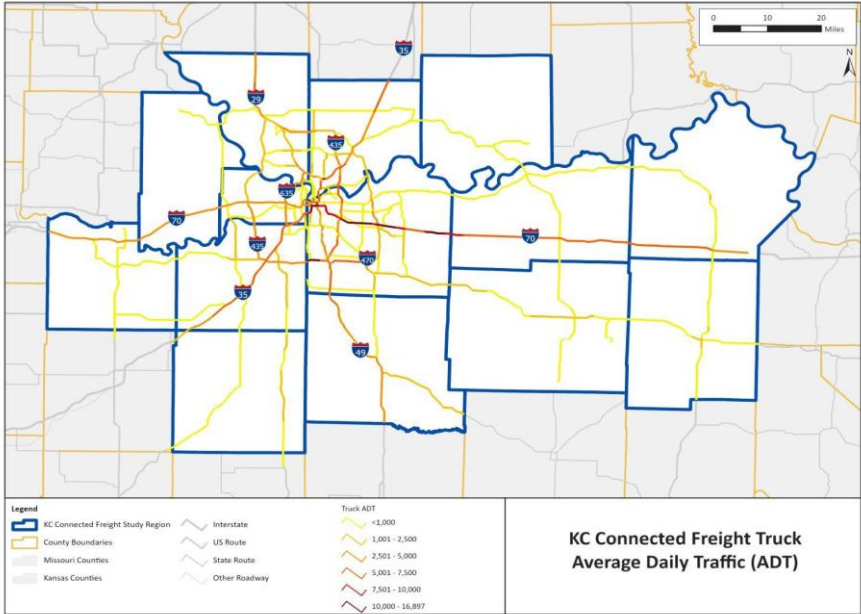 0 10 20
Miles
N
35
29
435
635
70
435
70
470
35
49
Legend
KC Connected Freight Study Region
County Boundaries
Missouri Counties
Kansas Counties
Interstate
US Route
State Route
Other Roadway
Truck ADT
<1,000
1,001 - 2,500
2,501 - 5,000
5,001 - 7,500
7,501 - 10,000
10,000 - 16,897
KC Connected Freight Truck
Average Daily Traffic (ADT)